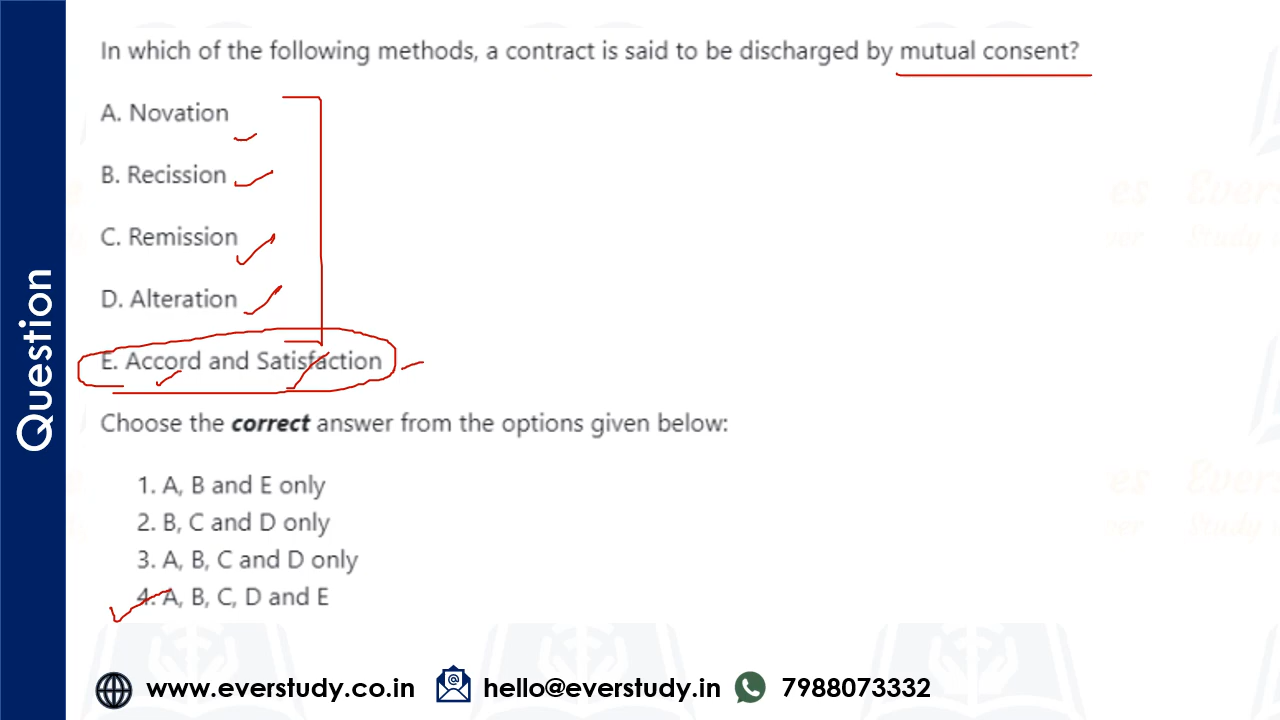 Question
In which of the following methods, a contract is said to be discharged by mutual consent?
A. Novation
B. Recission
C. Remission
D. Alteration
E. Accord and Satisfaction
Choose the correct answer from the options given below:
1. A, B and E only
2. B, C and D only
3. A, B, C and D only
4. A, B, C, D and E
www.everstudy.co.in hello@everstudy.in 7988073332